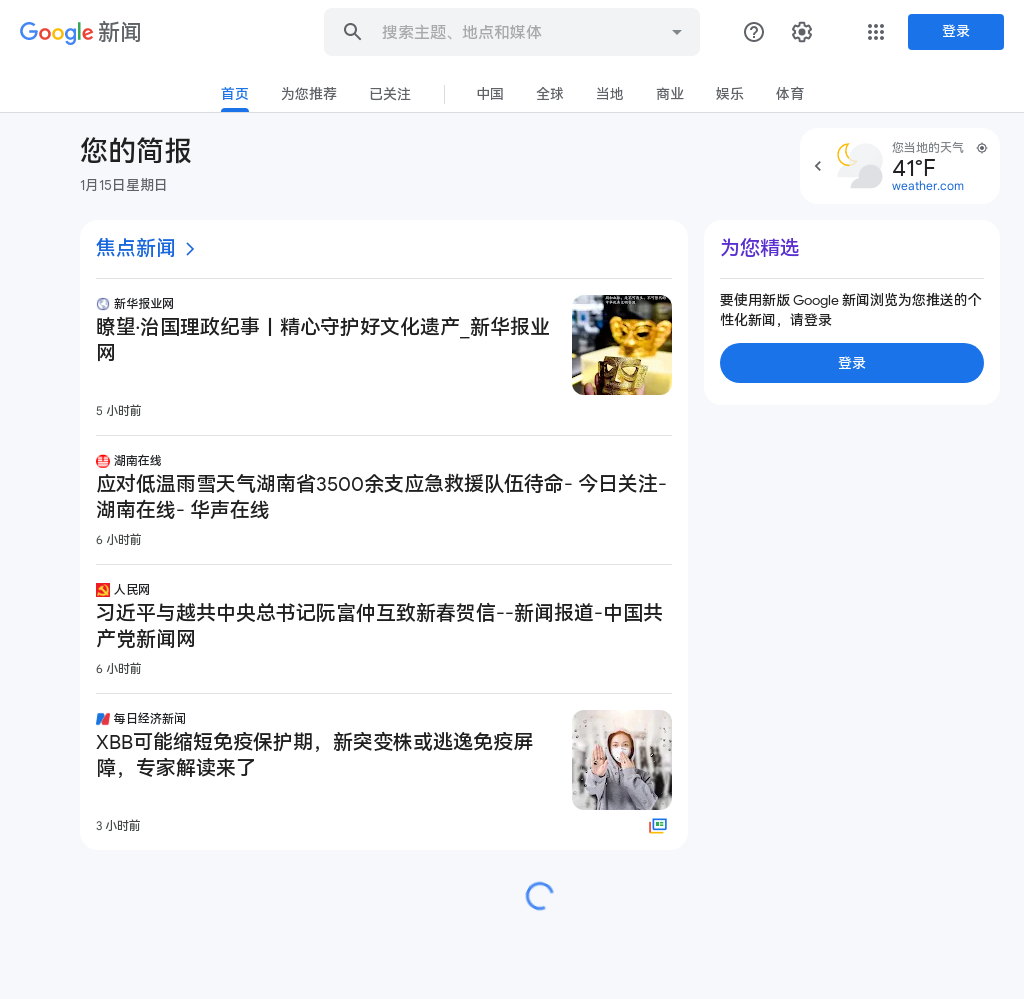 Google 新闻
搜索主题、地点和媒体
登录
首页
为您推荐
已关注
中国
全球
当地
商业
娱乐
体育
您的简报
1月15日星期日
您当地的天气
41°F
weather.com
焦点新闻
新华报业网
瞭望·治国理政纪事丨精心守护好文化遗产_新华报业
网
5 小时前
湖南在线
应对低温雨雪天气湖南省3500余支应急救援队伍待命- 今日关注-
湖南在线- 华声在线
6 小时前
人民网
习近平与越共中央总书记阮富仲互致新春贺信--新闻报道-中国共
产党新闻网
6 小时前
每日经济新闻
XBB可能缩短免疫保护期，新突变株或逃逸免疫屏
障，专家解读来了
3 小时前
为您精选
要使用新版 Google 新闻浏览为您推送的个
性化新闻，请登录
登录